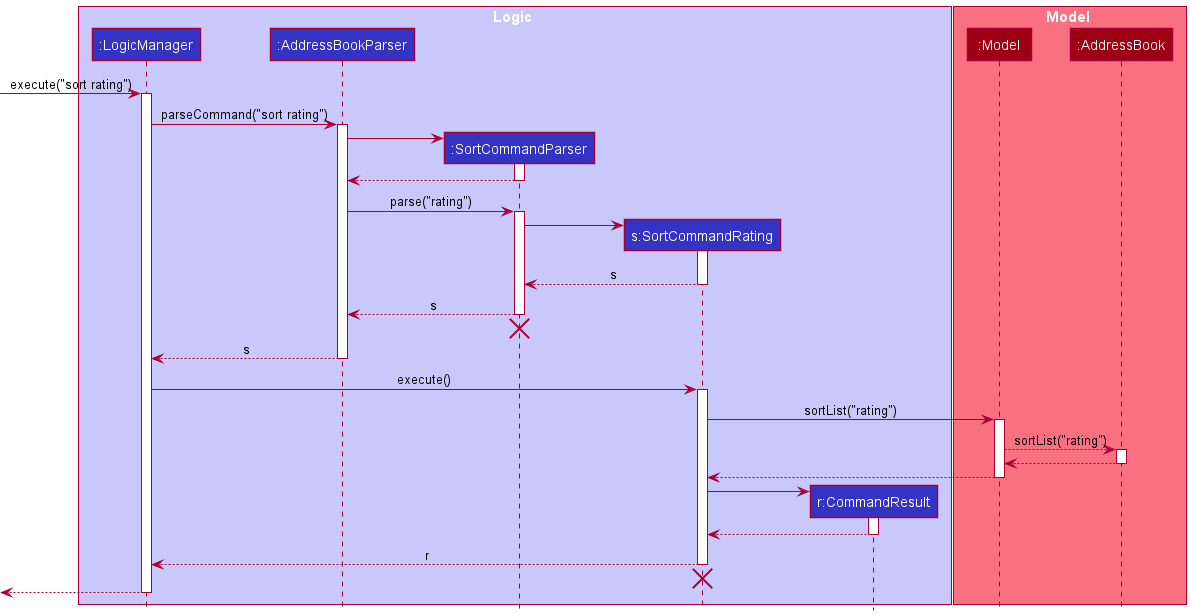 Logic
Model
:LogicManager
:AddressBookParser
:Model
:AddressBook
execute("sort rating")
parseCommand("sort rating")
:SortCommandParser
parse("rating")
s:SortCommandRating
s
s
s
execute()
sortList("rating")
sortList("rating")
r:CommandResult
r